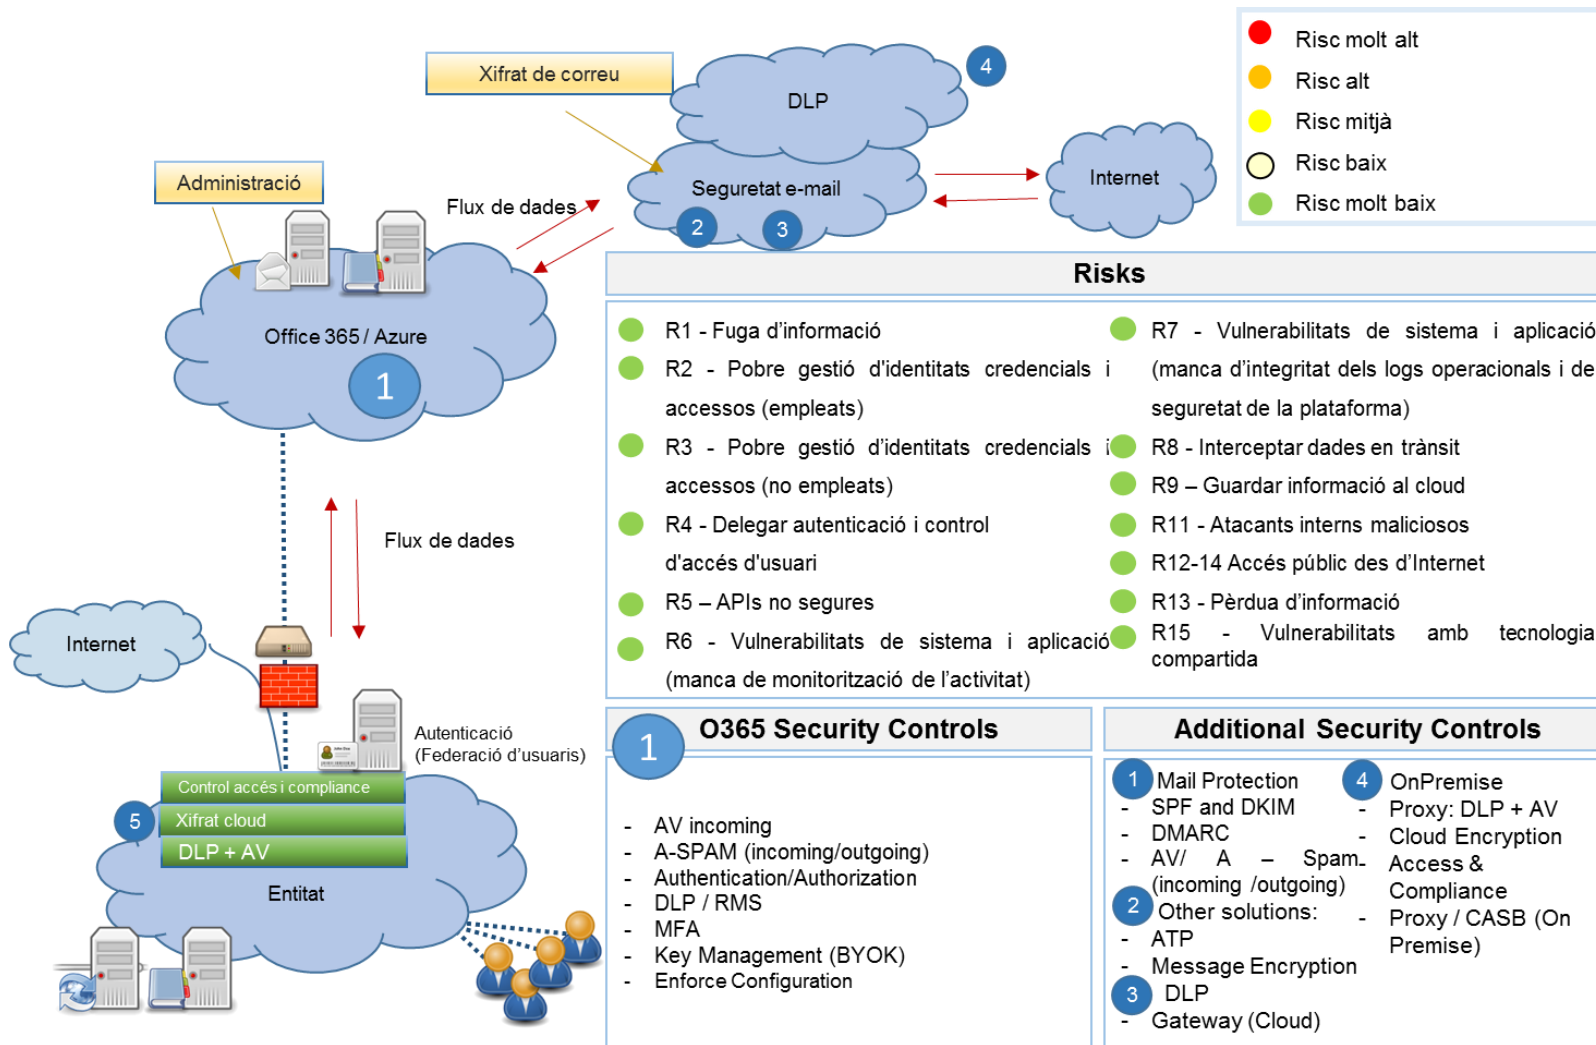 Xifrat de correu
4
DLP
Administració
Flux de dades
Seguretat e-mail
2
3
Internet
Office 365 / Azure
1
Flux de dades
Internet
Autenticació
(Federació d'usuaris)
Control accés i compliance
5
Xifrat cloud
DLP + AV
Entitat
Risc molt alt
Risc alt
Risc mitjà
Risc baix
Risc molt baix
Risks
R1 - Fuga d’informació
R2 - Pobre gestió d'identitats credencials i
accessos (empleats)
R3 - Pobre gestió d’identitats credencials i
accessos (no empleats)
R4 - Delegar autenticació i control
d'accés d'usuari
R5 – APIs no segures
R6 - Vulnerabilitats de sistema i aplicació
(manca de monitorització de l’activitat)
R7 - Vulnerabilitats de sistema i aplicació
(manca d’integritat dels logs operacionals i de
seguretat de la plataforma)
R8 - Interceptar dades en trànsit
R9 – Guardar informació al cloud
R11 - Atacants interns maliciosos
R12-14 Accés públic des d’Internet
R13 - Pèrdua d’informació
R15 - Vulnerabilitats amb tecnologia
compartida
1
O365 Security Controls
- AV incoming
- A-SPAM (incoming/outgoing)
- Authentication/Authorization
- DLP / RMS
- MFA
- Key Management (BYOK)
- Enforce Configuration
Additional Security Controls
1 Mail Protection
- SPF and DKIM
- DMARC
- AV/ A – Spam
(incoming /outgoing)
2 Other solutions:
- ATP
- Message Encryption
3 DLP
- Gateway (Cloud)
4 OnPremise
- Proxy: DLP + AV
- Cloud Encryption
- Access &
Compliance
- Proxy / CASB (On
Premise)